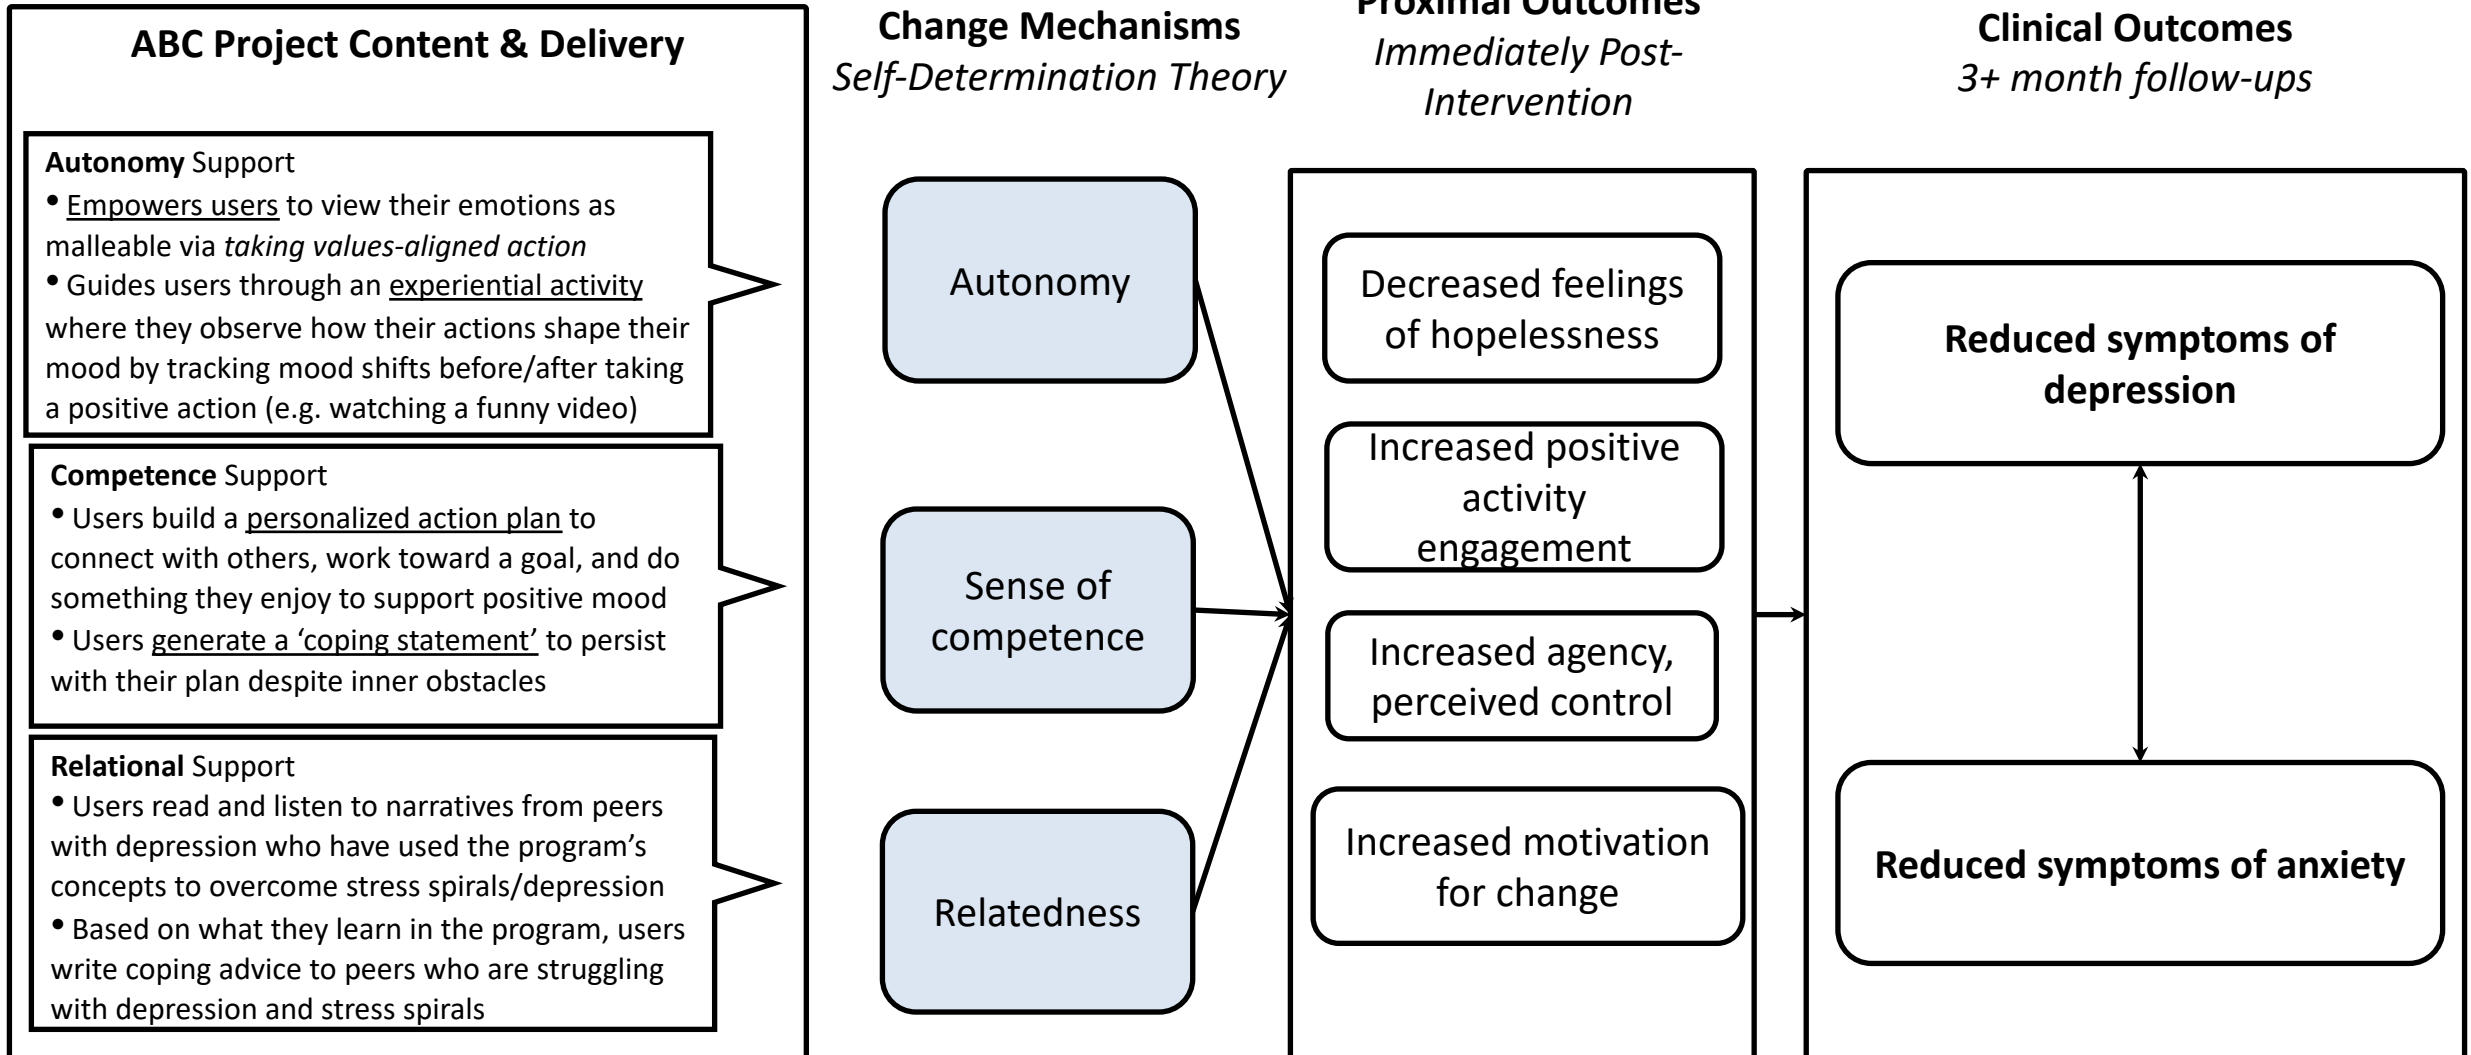 ABC Project Content & Delivery
Autonomy Support
• Empowers users to view their emotions as
malleable via taking values-aligned action
• Guides users through an experiential activity
where they observe how their actions shape their
mood by tracking mood shifts before/after taking
a positive action (e.g. watching a funny video)
Competence Support
• Users build a personalized action plan to
connect with others, work toward a goal, and do
something they enjoy to support positive mood
• Users generate a ‘coping statement’ to persist
with their plan despite inner obstacles
Relational Support
• Users read and listen to narratives from peers
with depression who have used the program’s
concepts to overcome stress spirals/depression
• Based on what they learn in the program, users
write coping advice to peers who are struggling
with depression and stress spirals
Change Mechanisms
Self-Determination Theory
Autonomy
Sense of
competence
Relatedness
Proximal Outcomes
Immediately Post-
Intervention
Decreased feelings
of hopelessness
Increased positive
activity
engagement
Increased agency,
perceived control
Increased motivation
for change
Clinical Outcomes
3+ month follow-ups
Reduced symptoms of
depression
Reduced symptoms of anxiety